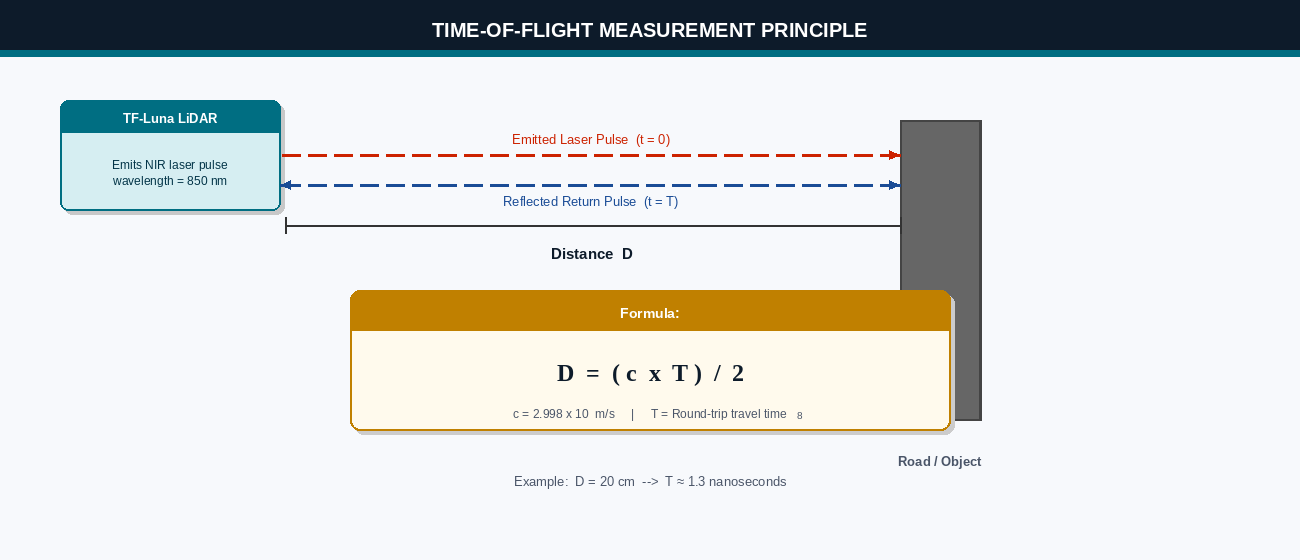 TIME-OF-FLIGHT MEASUREMENT PRINCIPLE
TF-Luna LiDAR
Emits NIR laser pulse
wavelength = 850 nm
Emitted Laser Pulse (t = 0)
Reflected Return Pulse (t = T)
Distance D
Formula:
D = ( c x T ) / 2
c = 2.998 x 10 m/s | T = Round-trip travel time 8
Road / Object
Example: D = 20 cm --> T ≈ 1.3 nanoseconds